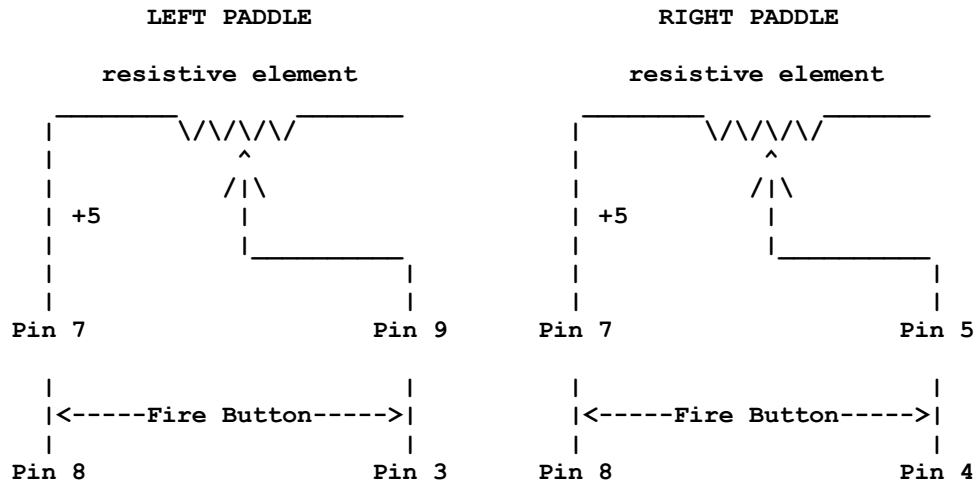 LEFT PADDLE RIGHT PADDLE
resistive element resistive element
+5 +5
Pin 7 Pin 9 Pin 7 Pin 5
<-----Fire Button-----> <-----Fire Button----->
Pin 8 Pin 3 Pin 8 Pin 4